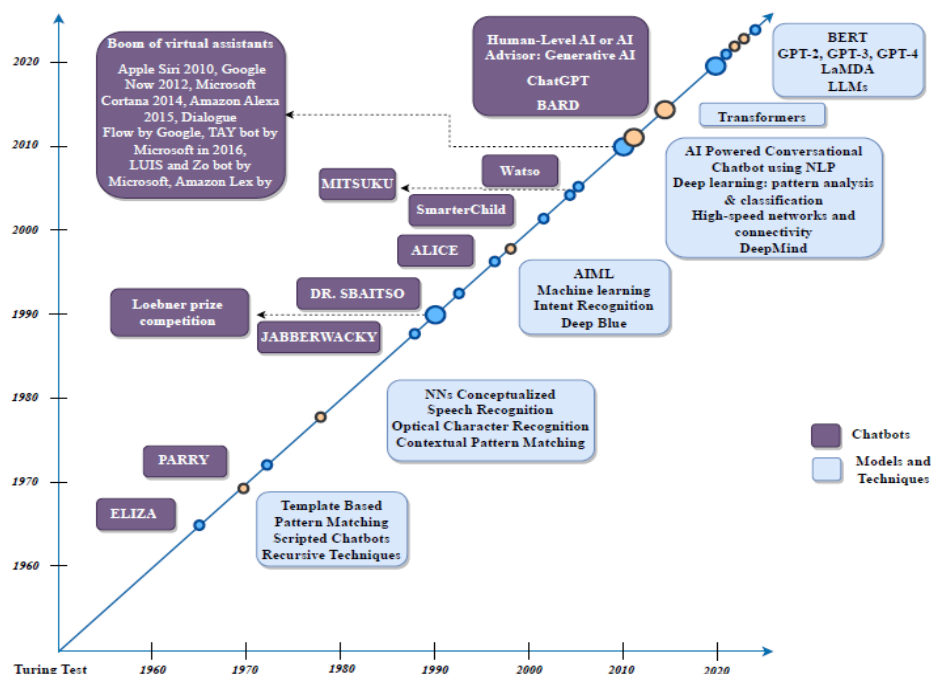 Boom of virtual assistants
Apple Siri 2010, Google
Now 2012, Microsoft
Cortana 2014, Amazon Alexa
2015, Dialogue
Flow by Google, TAY bot by
Microsoft in 2016,
LUIS and Zo bot by
Microsoft, Amazon Lex by
Human-Level AI or AI
Advisor: Generative AI
ChatGPT
BARD
BERT
GPT-2, GPT-3, GPT-4
LaMDA
LLMs
Transformers
AI Powered Conversational
Chatbot using NLP
Deep learning: pattern analysis
& classification
High-speed networks and
connectivity
DeepMind
Watso
MITSUKU
SmarterChild
ALICE
AIML
Machine learning
Intent Recognition
Deep Blue
DR. SBAITSO
Loebner prize
competition
JABBERWACKY
NNs Conceptualized
Speech Recognition
Optical Character Recognition
Contextual Pattern Matching
PARRY
ELIZA
Template Based
Pattern Matching
Scripted Chatbots
Recursive Techniques
Chatbots
Models and
Techniques
2020
2010
2000
1990
1980
1970
1960
Turing Test
1960
1970
1980
1990
2000
2010
2020